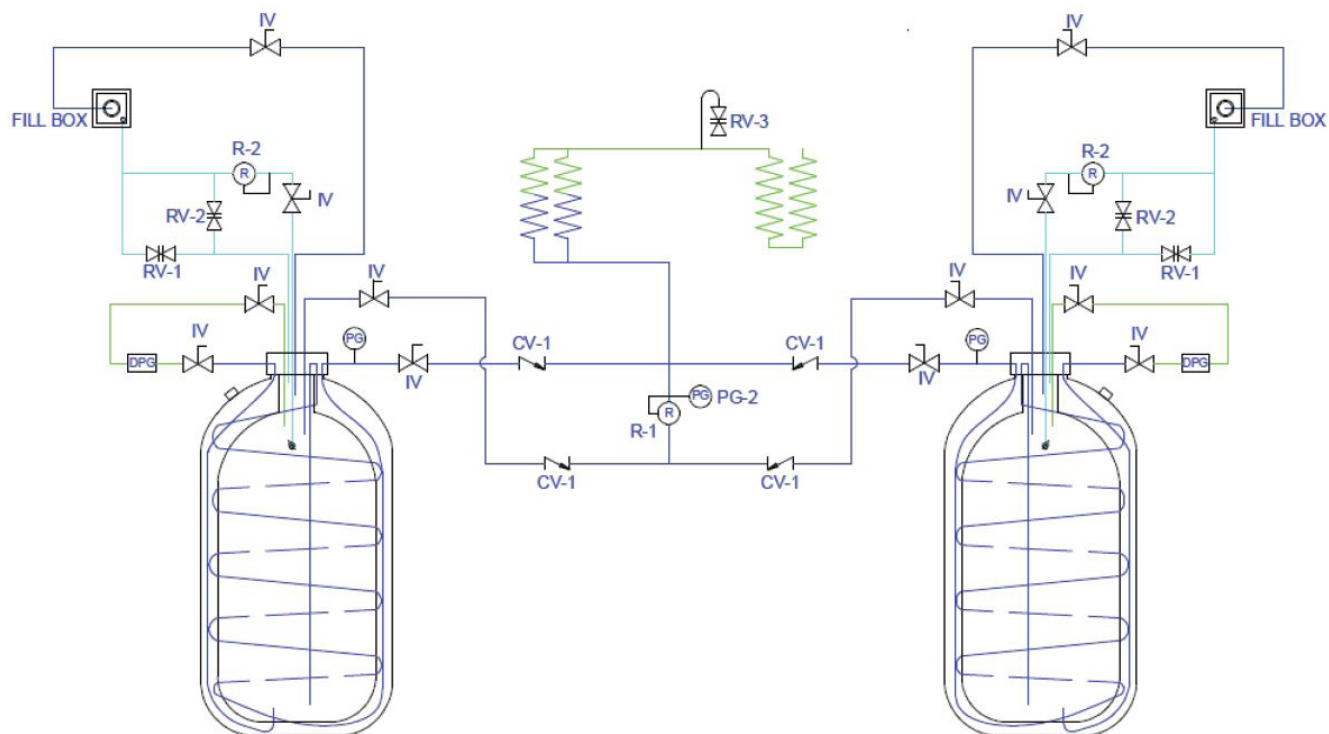 IV
IV
FILL BOX
RV-3
FILL BOX
R-2
R
IV
RV-2
RV-1
R-2
R
IV
RV-2
RV-1
IV
IV
IV
IV
IV
DPG
PG
IV
CV-1
CV-1
IV
PG
IV
DPG
R
PG
PG-2
R-1
CV-1
CV-1